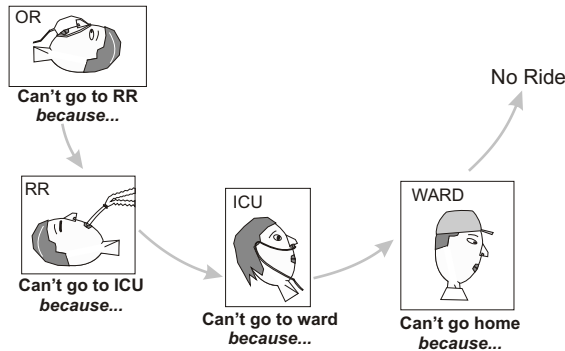 OR
Can't go to RR
because...
No Ride
RR
Can't go to ICU
because...
ICU
Can't go to ward
because...
WARD
Can't go home
because...